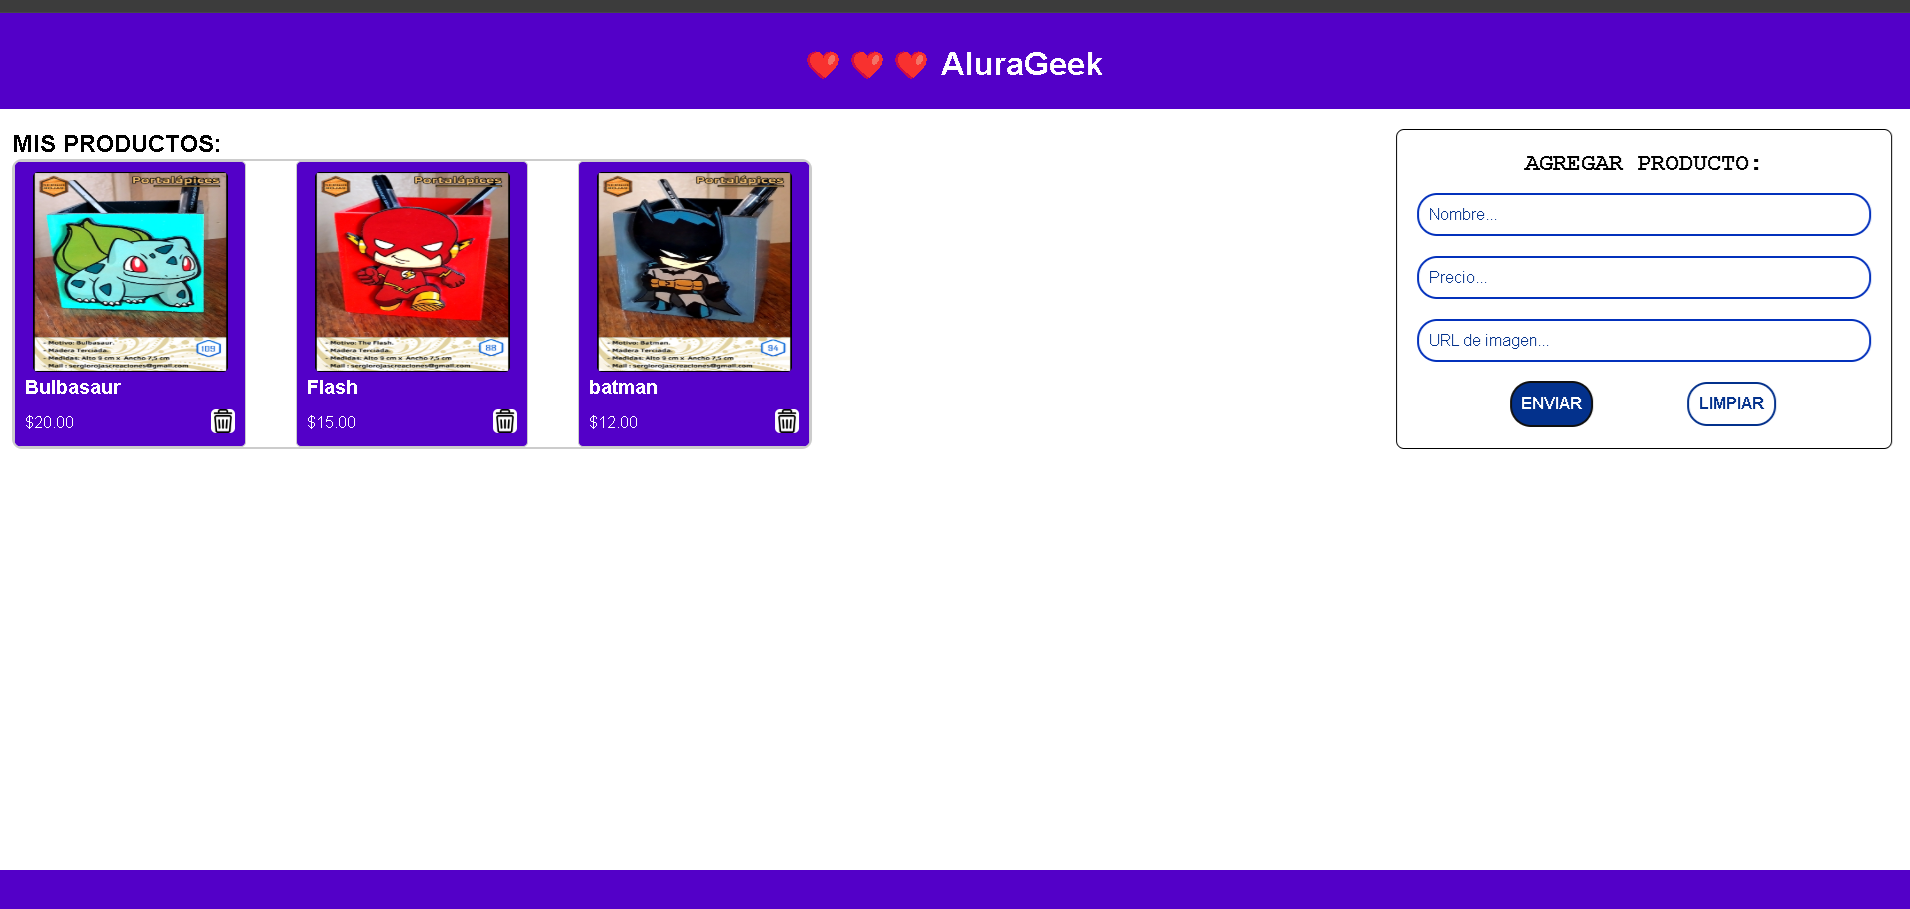 ❤️ ❤️ ❤️ AluraGeek
MIS PRODUCTOS:
Portalápices
109
- Motivo: Bulbasaur.
- Madera Terciada.
- Medidas: Alto 9 cm x Ancho 7,5 cm
- Mail : sergiorojascreaciones@gmail.com
Bulbasaur
$20.00
Portalápices
88
- Motivo: The Flash.
- Madera Terciada.
- Medidas: Alto 9 cm x Ancho 7,5 cm
- Mail : sergiorojascreaciones@gmail.com
Flash
$15.00
Portalápices
94
- Motivo: Batman.
- Madera Terciada.
- Medidas: Alto 9 cm x Ancho 7,5 cm
- Mail : sergiorojascreaciones@gmail.com
batman
$12.00
AGREGAR PRODUCTO:
Nombre...
Precio...
URL de imagen...
ENVIAR
LIMPIAR